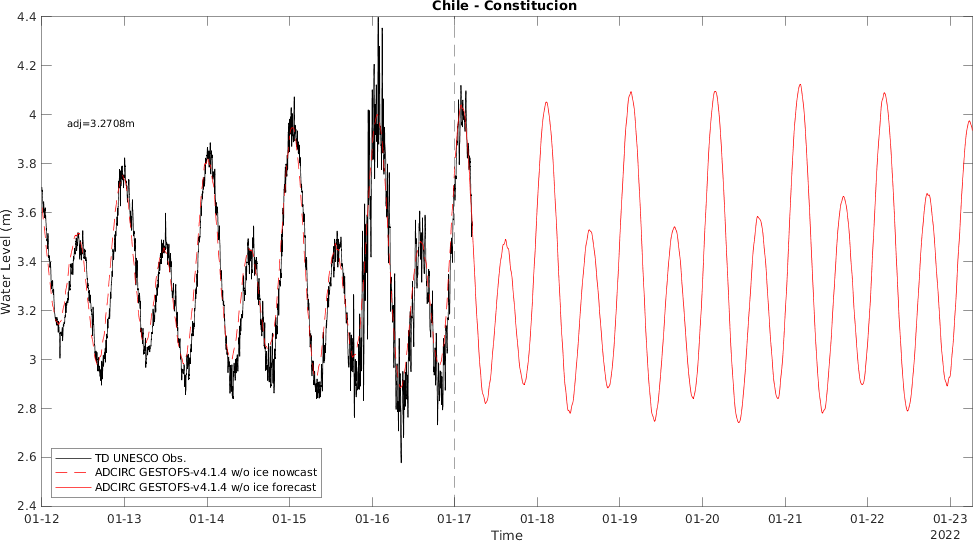 Chile - Constitucion
4.4
4.2
4
3.8
3.6
3.4
3.2
3
2.8
2.6
2.4
Water Level (m)
adj=3.2708m
TD UNESCO Obs.
ADCIRC GESTOFS-v4.1.4 w/o ice nowcast
ADCIRC GESTOFS-v4.1.4 w/o ice forecast
01-12 01-13 01-14 01-15 01-16 01-17 01-18 01-19 01-20 01-21 01-22 01-23
Time
2022